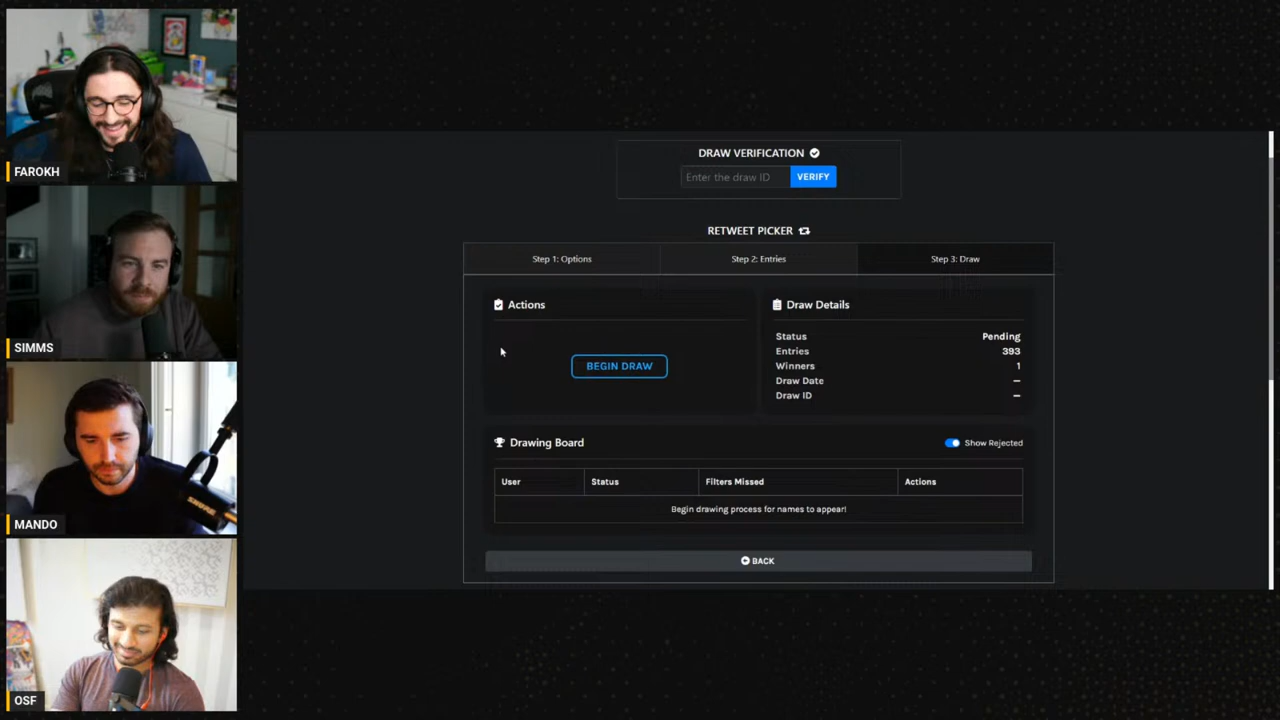 FAROKH
SIMMS
MANDO
SHURE
OSF
DRAW VERIFICATION
Enter the draw ID
VERIFY
RETWEET PICKER
Step 1: Options
Step 2: Entries
Step 3: Draw
Actions
BEGIN DRAW
Draw Details
Status Pending
Entries 393
Winners 1
Draw Date —
Draw ID —
Drawing Board
Show Rejected
User Status Filters Missed Actions
Begin drawing process for names to appear!
BACK